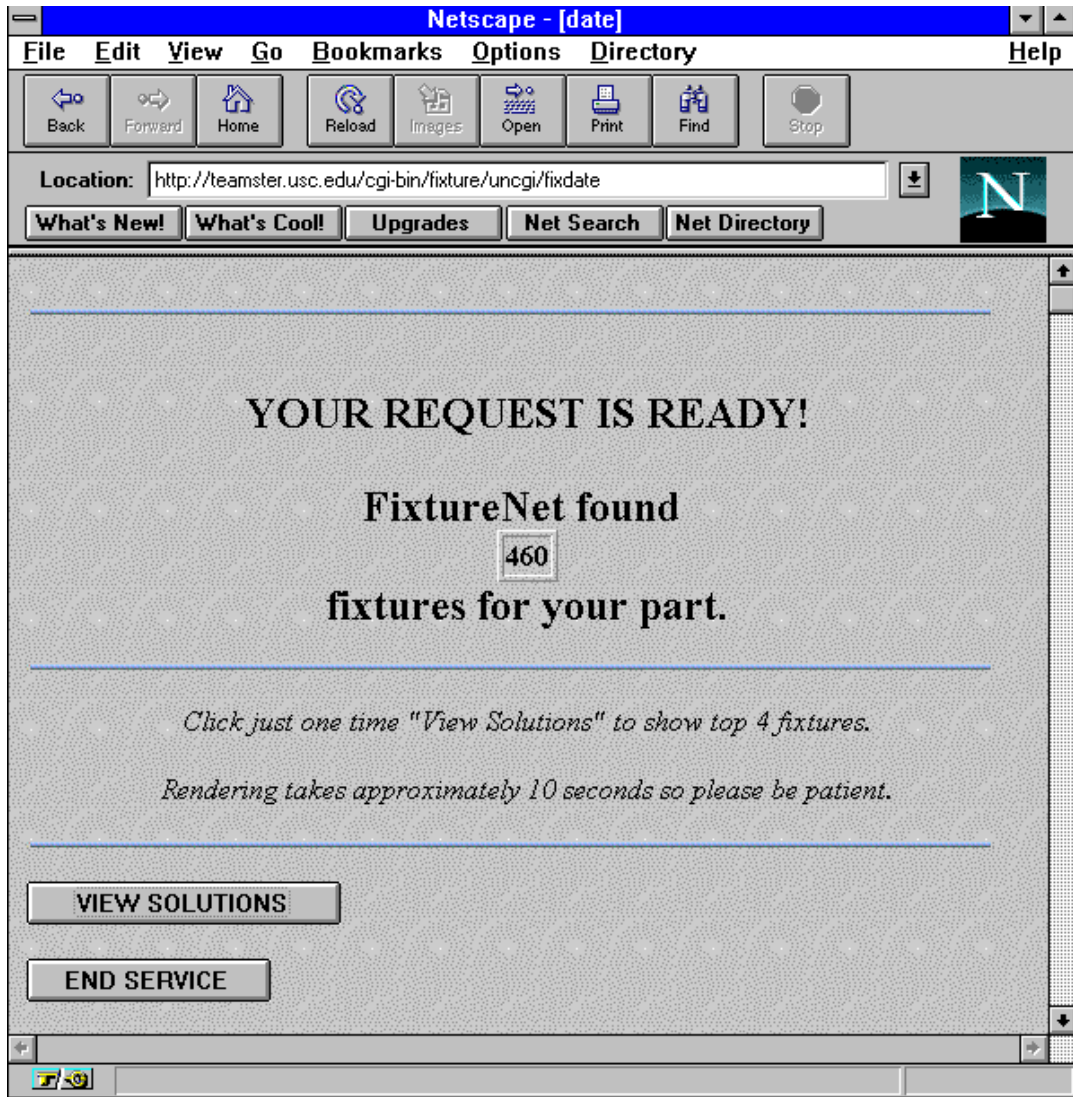 Netscape - [date]
File Edit View Go Bookmarks Options Directory Help
Back Forward Home Reload Images Open Print Find Stop
Location: http://teamster.usc.edu/cgi-bin/fixture/uncgi/fixdate
N
What's New! What's Cool! Upgrades Net Search Net Directory
YOUR REQUEST IS READY!
FixtureNet found
460
fixtures for your part.
Click just one time "View Solutions" to show top 4 fixtures.
Rendering takes approximately 10 seconds so please be patient.
VIEW SOLUTIONS
END SERVICE